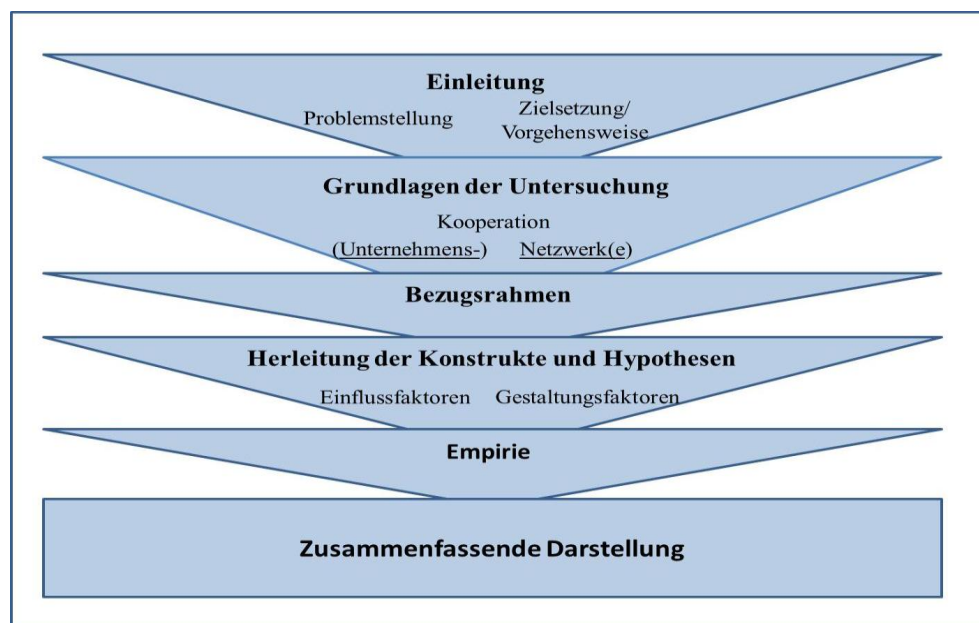 Einleitung
Problemstellung
Zielsetzung/
Vorgehensweise
Grundlagen der Untersuchung
Kooperation
(Unternehmens-) Netzwerk(e)
Bezugsrahmen
Herleitung der Konstrukte und Hypothesen
Einflussfaktoren Gestaltungsfaktoren
Empirie
Zusammenfassende Darstellung